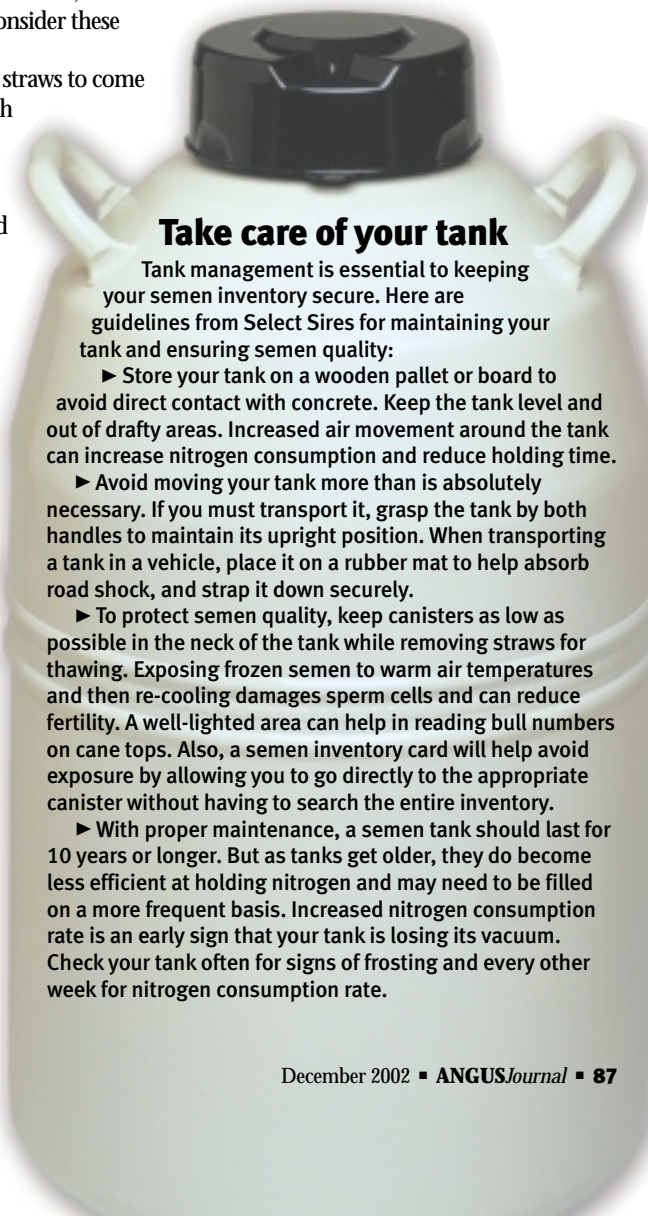 onsider these
straws to come
h
d
Take care of your tank
Tank management is essential to keeping
your semen inventory secure. Here are
guidelines from Select Sires for maintaining your
tank and ensuring semen quality:
► Store your tank on a wooden pallet or board to
avoid direct contact with concrete. Keep the tank level and
out of drafty areas. Increased air movement around the tank
can increase nitrogen consumption and reduce holding time.
► Avoid moving your tank more than is absolutely
necessary. If you must transport it, grasp the tank by both
handles to maintain its upright position. When transporting
a tank in a vehicle, place it on a rubber mat to help absorb
road shock, and strap it down securely.
► To protect semen quality, keep canisters as low as
possible in the neck of the tank while removing straws for
thawing. Exposing frozen semen to warm air temperatures
and then re-cooling damages sperm cells and can reduce
fertility. A well-lighted area can help in reading bull numbers
on cane tops. Also, a semen inventory card will help avoid
exposure by allowing you to go directly to the appropriate
canister without having to search the entire inventory.
► With proper maintenance, a semen tank should last for
10 years or longer. But as tanks get older, they do become
less efficient at holding nitrogen and may need to be filled
on a more frequent basis. Increased nitrogen consumption
rate is an early sign that your tank is losing its vacuum.
Check your tank often for signs of frosting and every other
week for nitrogen consumption rate.
December 2002 ■ ANGUSJournal ■ 87